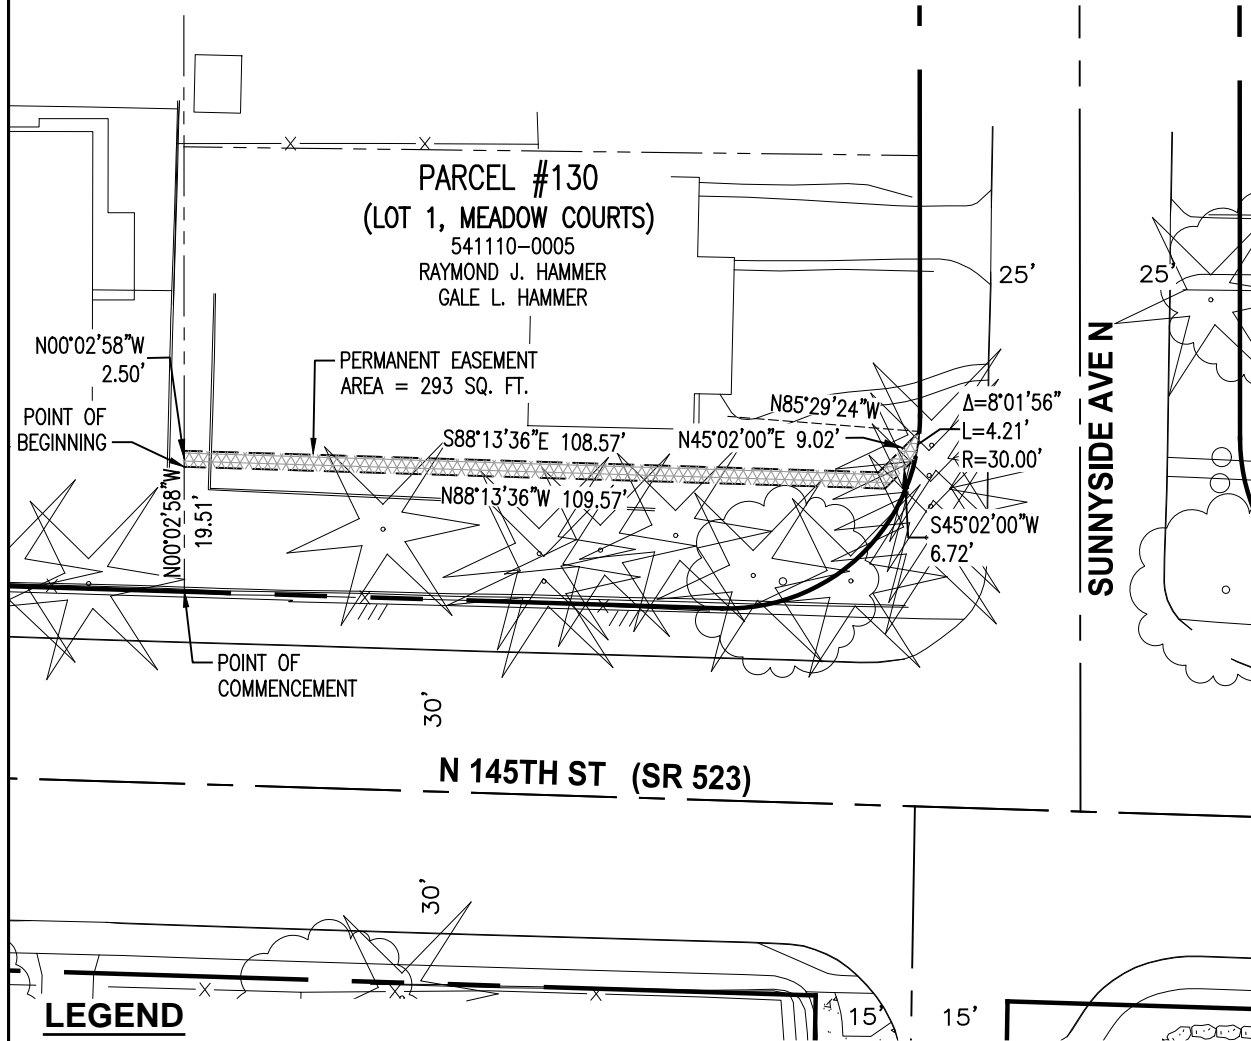 PARCEL #130
(LOT 1, MEADOW COURTS)
541110-0005
RAYMOND J. HAMMER
GALE L. HAMMER
25'
25'
N00°02'58"W
2.50'
PERMANENT EASEMENT
AREA = 293 SQ. FT.
POINT OF
BEGINNING
N85°29'24"W
Δ=8°01'56"
L=4.21'
R=30.00'
S88°13'36"E 108.57'
N45°02'00"E 9.02'
N88°13'36"W 109.57'
N00°02'58"W
19.51'
S45°02'00"W
6.72'
SUNNYSIDE AVE N
POINT OF
COMMENCEMENT
30'
N 145TH ST (SR 523)
30'
LEGEND
15'
15'